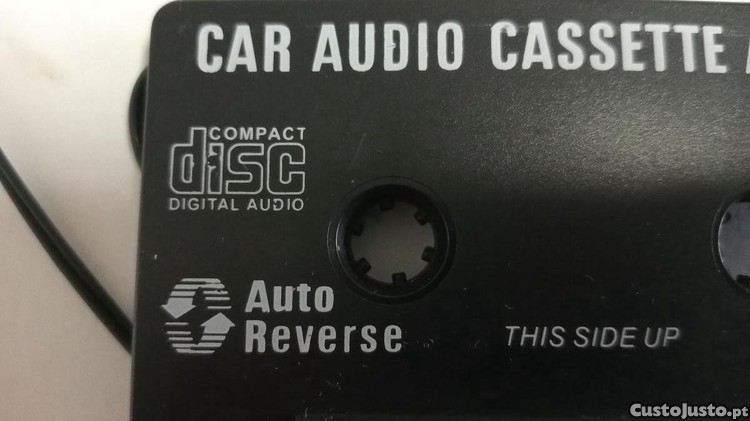 CAR AUDIO CASSETTE
COMPACT
disc
DIGITAL AUDIO
Auto
Reverse
THIS SIDE UP
CustoJusto.pt